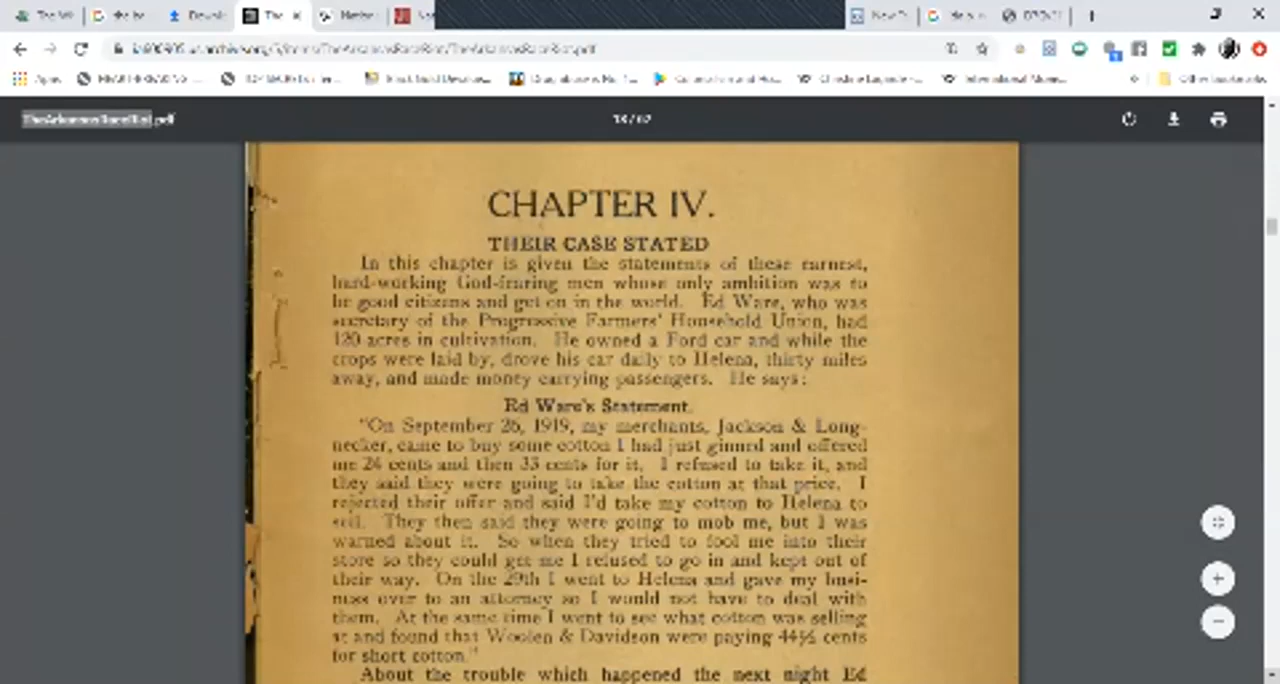 TheArkansasRaceRiot.pdf
18 / 67
CHAPTER IV.
THEIR CASE STATED
In this chapter is given the statements of these earnest,
hard-working God-fearing men whose only ambition was to
be good citizens and get on in the world. Ed Ware, who was
secretary of the Progressive Farmers' Household Union, had
120 acres in cultivation. He owned a Ford car and while the
crops were laid by, drove his car daily to Helena, thirty miles
away, and made money carrying passengers. He says:
Ed Ware's Statement.
"On September 26, 1919, my merchants, Jackson & Long-
necker, came to buy some cotton I had just ginned and offered
me 24 cents and then 33 cents for it. I refused to take it, and
they said they were going to take the cotton at that price. I
rejected their offer and said I'd take my cotton to Helena to
sell. They then said they were going to mob me, but I was
warned about it. So when they tried to fool me into their
store so they could get me I refused to go in and kept out of
their way. On the 29th I went to Helena and gave my busi-
ness over to an attorney so I would not have to deal with
them. At the same time I went to see what cotton was selling
at and found that Woolen & Davidson were paying 44½ cents
for short cotton."
About the trouble which happened the next night Ed